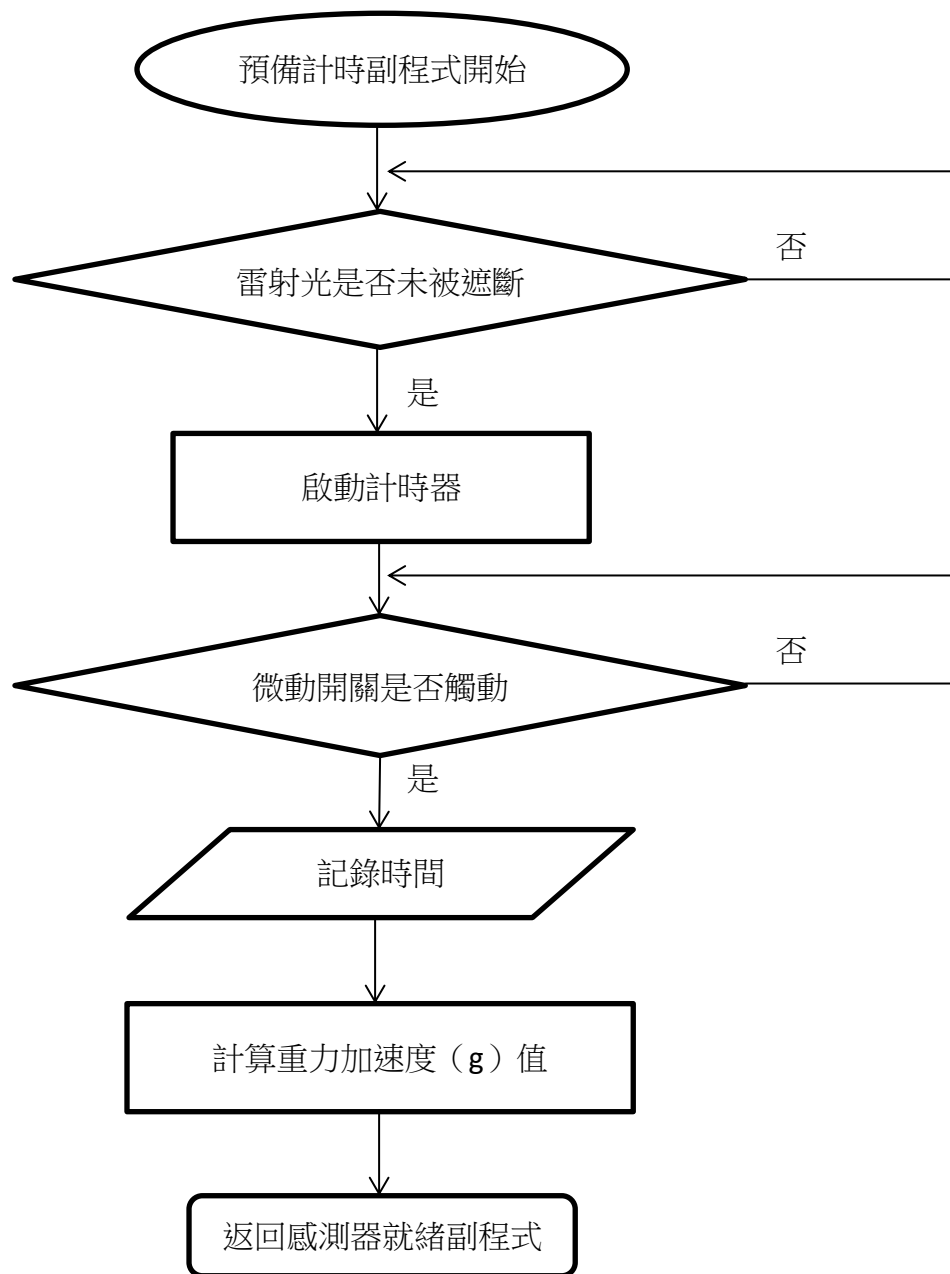 預備計時副程式開始
雷射光是否未被遮斷
否
是
啟動計時器
微動開關是否觸動
否
是
記錄時間
計算重力加速度（g）值
返回感測器就緒副程式